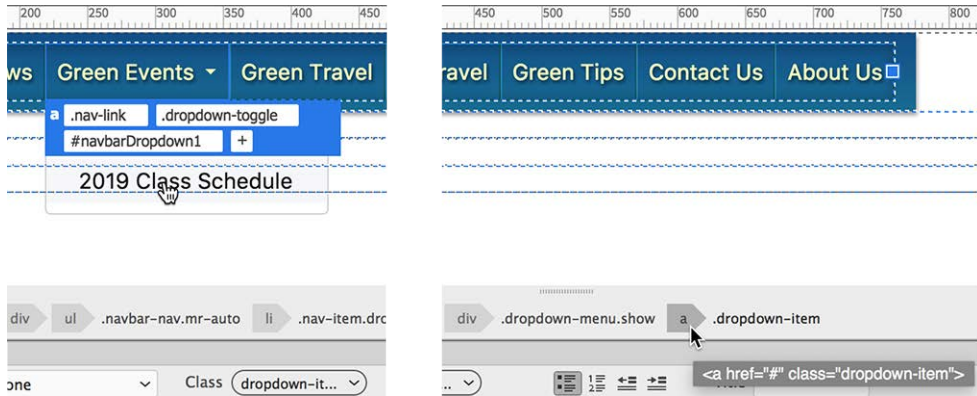 200 250 300 350 400 450
450 500 550 600 650 700 750 800
ws Green Events Green Travel
ravel Green Tips Contact Us About Us
a .nav-link .dropdown-toggle
#navbarDropdown1 +
2019 Class Schedule
div ul .navbar-nav.mr-auto li .nav-item.drc
div .dropdown-menu.show a .dropdown-item
one Class dropdown-it...
..
<a href="#" class="dropdown-item">